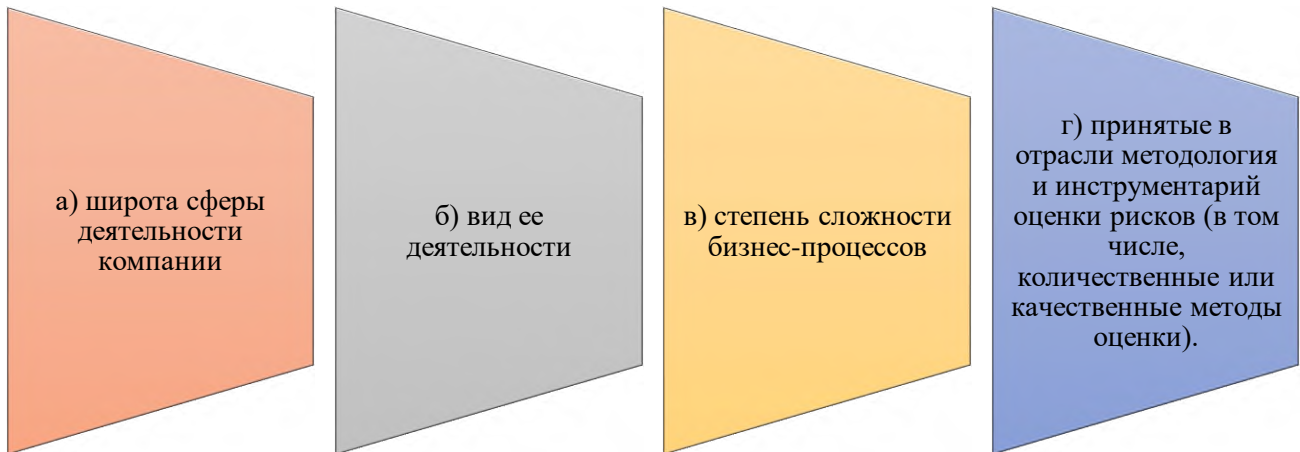 а) широта сферы
деятельности
компании
б) вид ее
деятельности
в) степень сложности
бизнес-процессов
г) принятые в
отрасли методология
и инструментарий
оценки рисков (в том
числе,
количественные или
качественные методы
оценки).